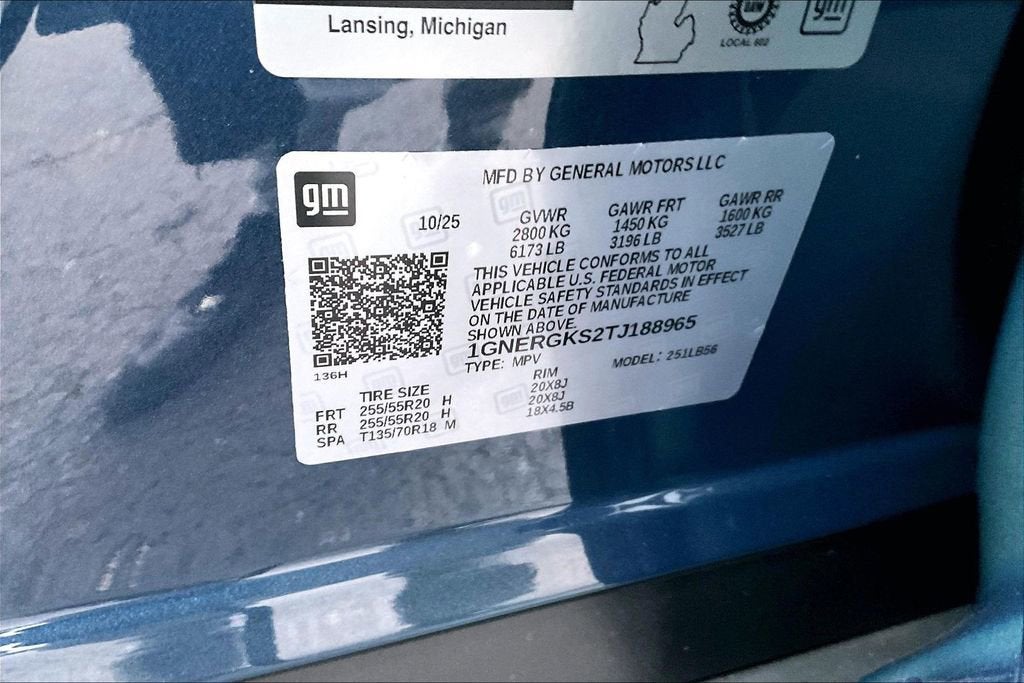 Lansing, Michigan
LOCAL 602
gm
gm
MFD BY GENERAL MOTORS LLC
10/25
GVWR GAWR FRT GAWR RR
2800 KG 1450 KG 1600 KG
6173 LB 3196 LB 3527 LB
THIS VEHICLE CONFORMS TO ALL
APPLICABLE U.S. FEDERAL MOTOR
VEHICLE SAFETY STANDARDS IN EFFECT
ON THE DATE OF MANUFACTURE
SHOWN ABOVE.
1GNERGKS2TJ188965
TYPE: MPV MODEL: 251LB56
136H
TIRE SIZE RIM
FRT 255/55R20 H 20X8J
RR 255/55R20 H 20X8J
SPA T135/70R18 M 18X4.5B